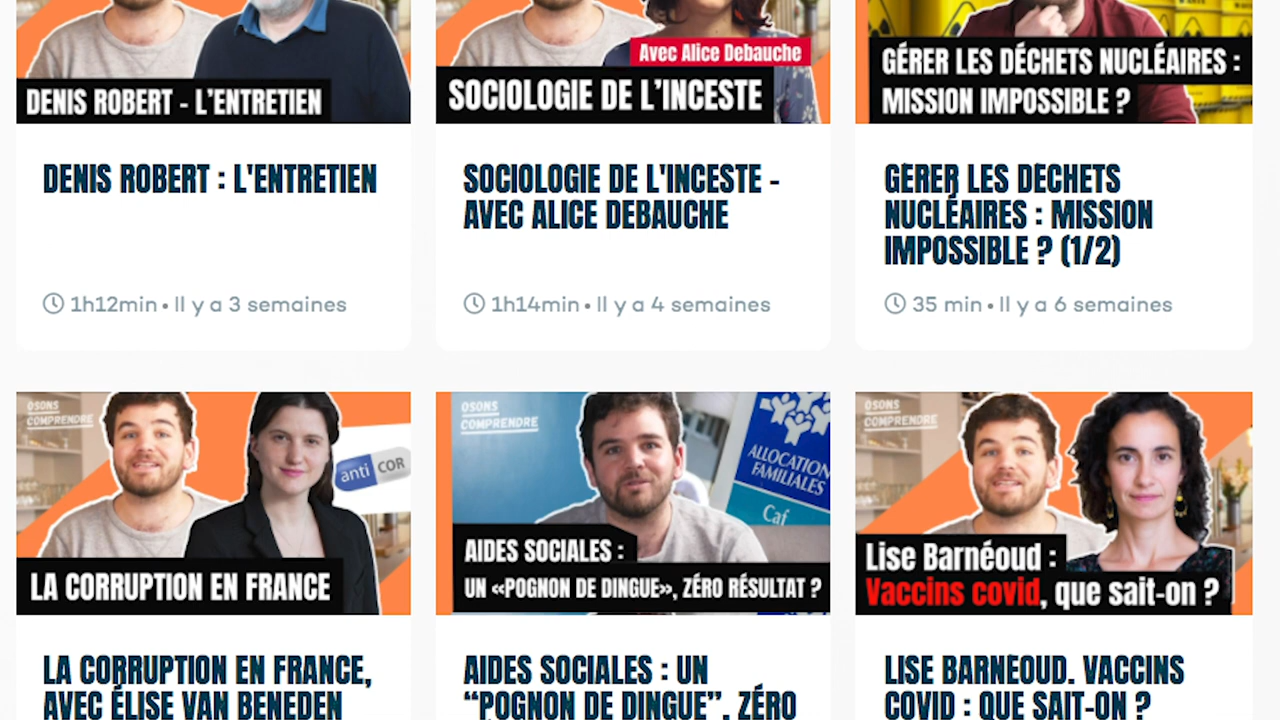 DENIS ROBERT - L'ENTRETIEN
Avec Alice Debauche
SOCIOLOGIE DE L'INCESTE
GÉRER LES DÉCHETS NUCLÉAIRES :
MISSION IMPOSSIBLE ?
DENIS ROBERT : L'ENTRETIEN
SOCIOLOGIE DE L'INCESTE -
AVEC ALICE DEBAUCHE
GÉRER LES DÉCHETS
NUCLÉAIRES : MISSION
IMPOSSIBLE ? (1/2)
1h12min • Il y a 3 semaines
1h14min • Il y a 4 semaines
35 min • Il y a 6 semaines
OSONS
COMPRENDRE
anti COR
LA CORRUPTION EN FRANCE
OSONS
COMPRENDRE
ALLOCATION
FAMILIALES
Caf
AIDES SOCIALES :
UN «POGNON DE DINGUE», ZÉRO RÉSULTAT ?
OSONS
COMPRENDRE
Lise Barnéoud :
Vaccins covid, que sait-on ?
LA CORRUPTION EN FRANCE,
AVEC ÉLISE VAN BENEDEN
AIDES SOCIALES : UN
“POGNON DE DINGUE”, ZÉRO
LISE BARNÉOUD. VACCINS
COVID : QUE SAIT-ON ?